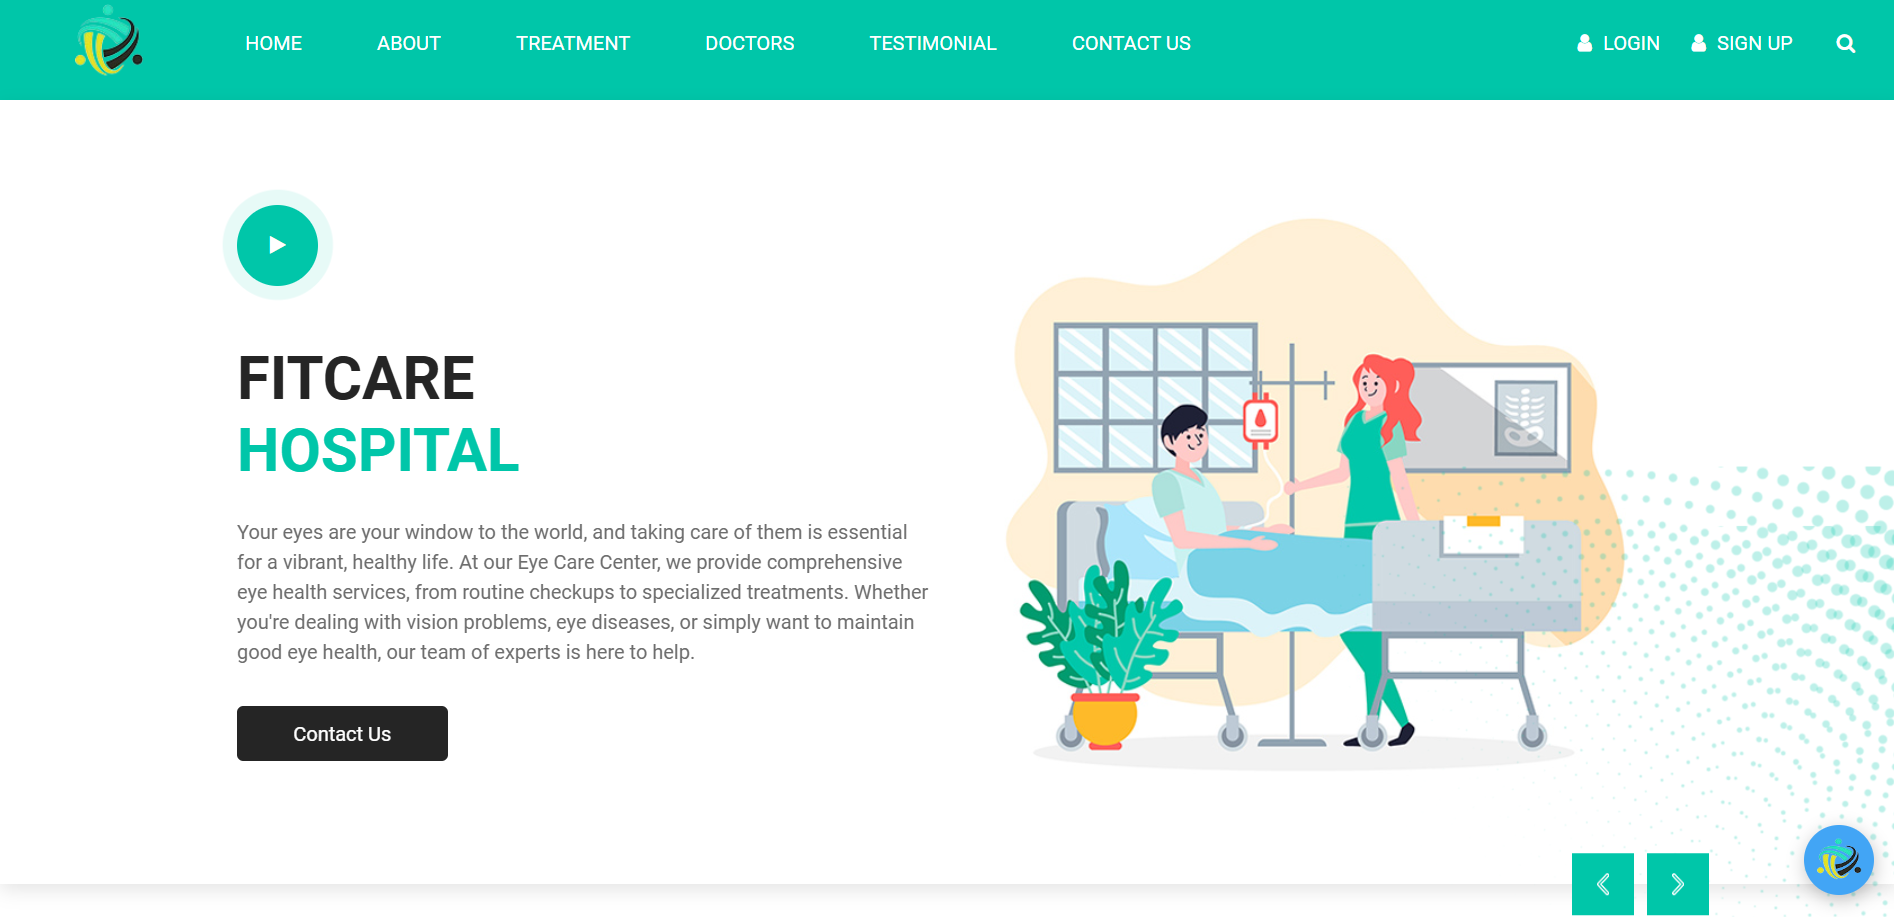 HOME ABOUT TREATMENT DOCTORS TESTIMONIAL CONTACT US LOGIN SIGN UP
FITCARE
HOSPITAL
Your eyes are your window to the world, and taking care of them is essential
for a vibrant, healthy life. At our Eye Care Center, we provide comprehensive
eye health services, from routine checkups to specialized treatments. Whether
you're dealing with vision problems, eye diseases, or simply want to maintain
good eye health, our team of experts is here to help.
Contact Us